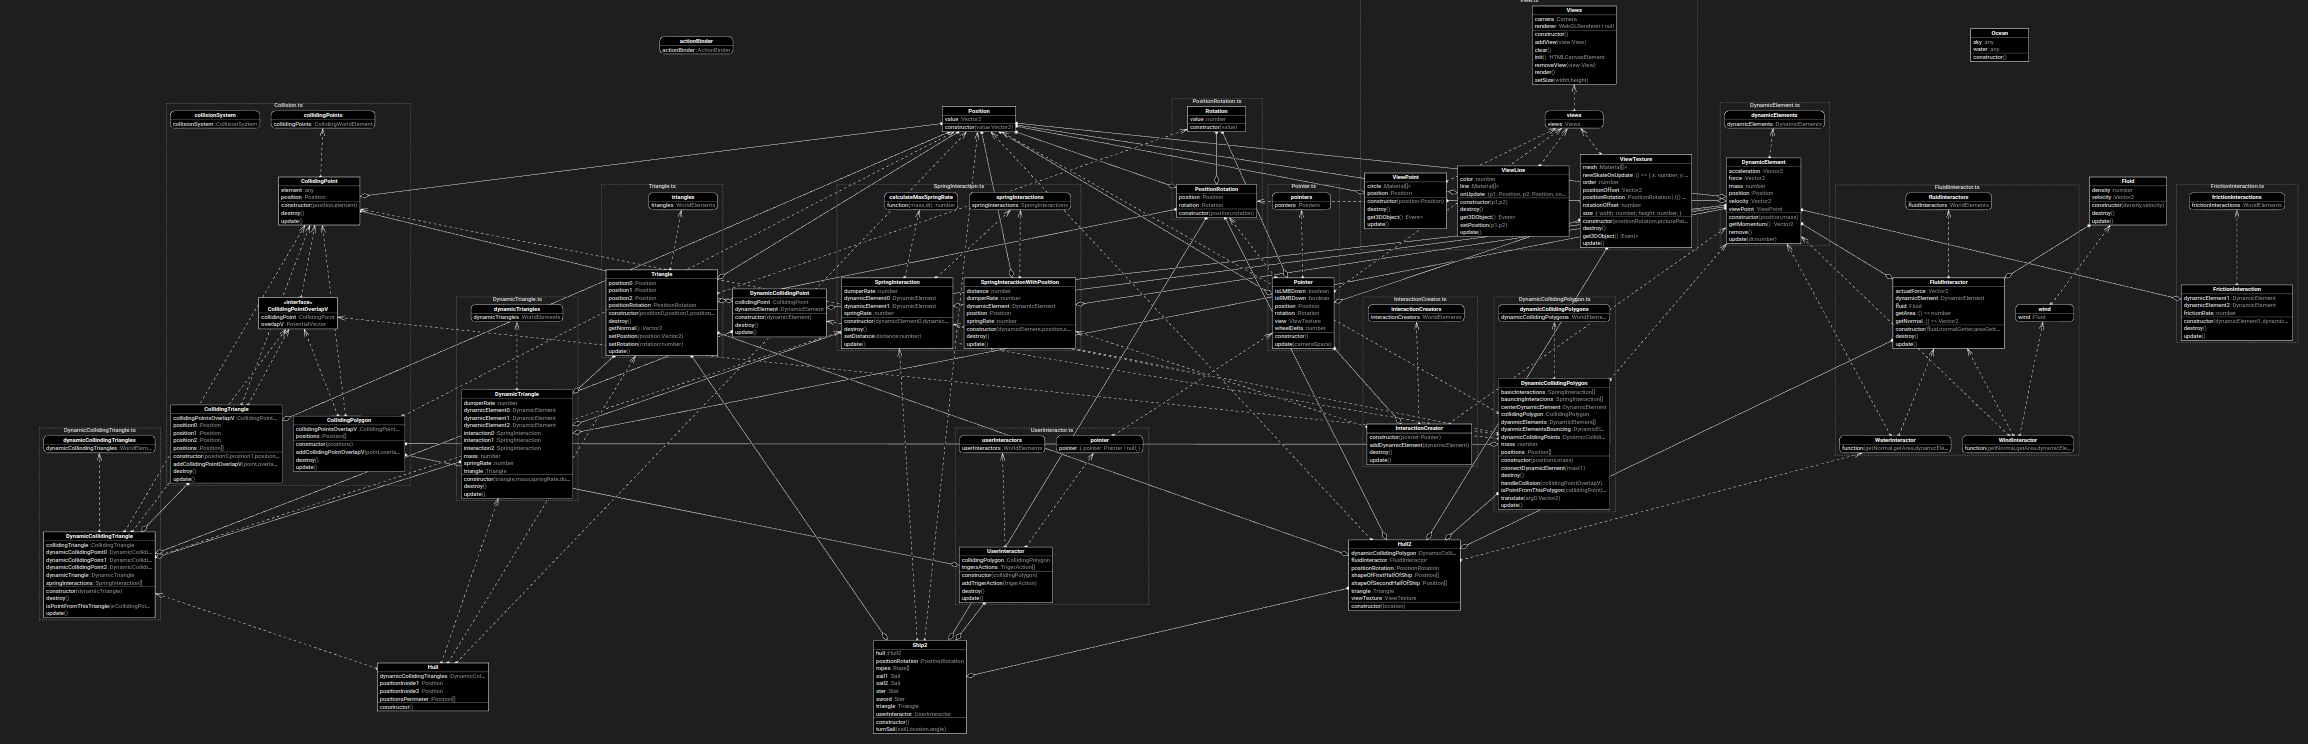 Views.ts
Views
camera :Camera
renderer :WebGLRenderer | null
constructor()
addView(view:View)
clear()
init() :HTMLCanvasElement
removeView(view:View)
render()
setSize(width,height)
actionBinder
actionBinder :ActionBinder
Ocean
sky :any
water :any
constructor()
Collision.ts
collisionSystem
collisionSystem :CollisionSystem
collidingPoints
collidingPoints :CollidingWorldElement
Position
value :Vector2
constructor(value:Vector2)
PositionRotation.ts
Rotation
value :number
constructor(value)
views
views :Views
DynamicElement.ts
dynamicElements
dynamicElements :DynamicElements
CollidingPoint
element :any
position :Position
constructor(position,element)
destroy()
update()
Triangle.ts
triangles
triangles :WorldElements
SpringInteraction.ts
calculateMaxSpringRate
function(mass,dt) :number
springInteractions
springInteractions :SpringInteractions
PositionRotation
position :Position
rotation :Rotation
constructor(position,rotation)
Pointer.ts
pointers
pointers :Pointers
ViewPoint
circle :Material[]>
position :Position
constructor(position:Position)
destroy()
get3DObject() :Event>
update()
ViewLine
color :number
line :Material[]>
onUpdate :(p1:Position, p2: Position, co...
constructor(p1,p2)
destroy()
get3DObject() :Event>
setPosition(p1,p2)
update()
ViewTexture
mesh :Material[]>
newSkaleOnUpdate :() => { x: number; y:...
order :number
positionOffset :Vector2
positionRotation :PositionRotation | (() ...
rotationOffset :number
size :{ width: number; height: number; }
constructor(positionRotation,picturePat...
destroy()
get3DObject() :Event>
update()
DynamicElement
acceleration :Vector2
force :Vector2
mass :number
position :Position
velocity :Vector2
viewPoint :ViewPoint
constructor(position,mass)
getMomentum() :Vector2
remove()
update(dt:number)
FluidInteractor.ts
fluidInteractors
fluidInteractors :WorldElements
Fluid
density :number
velocity :Vector2
constructor(density,velocity)
destroy()
update()
FrictionInteraction.ts
frictionInteractions
frictionInteractions :WorldElements
«interface»
CollidingPointOverlapV
collidingPoint :CollidingPoint
overlapV :PotentialVector
DynamicTriangle.ts
dynamicTriangles
dynamicTriangles :WorldElements
Triangle
position0 :Position
position1 :Position
position2 :Position
positionRotation :PositionRotation
constructor(position0,position1,position...
destroy()
getNormal() :Vector2
setPosition(position:Vector2)
setRotation(rotation:number)
update()
DynamicCollidingPoint
collidingPoint :CollidingPoint
dynamicElement :DynamicElement
constructor(dynamicElement)
destroy()
update()
SpringInteraction
dumperRate :number
dynamicElement0 :DynamicElement
dynamicElement1 :DynamicElement
springRate :number
constructor(dynamicElement0,dynamic...
destroy()
setDistance(distance:number)
update()
SpringInteractionWithPosition
distance :number
dumperRate :number
dynamicElement :DynamicElement
position :Position
springRate :number
constructor(dynamicElement,position,s...
destroy()
update()
Pointer
isLMBDown :boolean
isRMBDown :boolean
position :Position
rotation :Rotation
view :ViewTexture
wheelDelta :number
constructor()
update(cameraSpace)
InteractionCreator.ts
interactionCreators
interactionCreators :WorldElements
DynamicCollidingPolygon.ts
dynamicCollidingPolygons
dynamicCollidingPolygons :WorldEleme...
FluidInteractor
actualForce :Vector2
dynamicElement :DynamicElement
fluid :Fluid
getArea :() => number
getNormal :() => Vector2
constructor(fluid,normalGetter,areaGett...
destroy()
update()
wind
wind :Fluid
FrictionInteraction
dynamicElement1 :DynamicElement
dynamicElement2 :DynamicElement
frictionRate :number
constructor(dynamicElement1,dynamic...
destroy()
update()
CollidingTriangle
collidingPointsOverlapV :CollidingPoint...
position0 :Position
position1 :Position
position2 :Position
positions :Position[]
constructor(position0,position1,position...
addCollidingPointOverlapV(point,overla...
destroy()
update()
CollidingPolygon
collidingPointsOverlapV :CollidingPoint...
positions :Position[]
constructor(positions)
addCollidingPointOverlapV(point,overla...
destroy()
update()
DynamicTriangle
dumperRate :number
dynamicElement0 :DynamicElement
dynamicElement1 :DynamicElement
dynamicElement2 :DynamicElement
interaction0 :SpringInteraction
interaction1 :SpringInteraction
interaction2 :SpringInteraction
mass :number
springRate :number
triangle :Triangle
constructor(triangle,mass,springRate,du...
destroy()
update()
DynamicCollidingTriangle.ts
dynamicCollindingTriangles
dynamicCollindingTriangles :WorldElem...
UserInteractor.ts
userInteractors
userInteractors :WorldElements
pointer
pointer :{ pointer: Pointer | null; }
InteractionCreator
constructor(pointer:Pointer)
addDynamicElement(dynamicElement)
destroy()
update()
DynamicCollidingPolygon
basicInteractions :SpringInteraction[]
bauncingInteractions :SpringInteraction[]
centerDynamicElement :DynamicElement
collidingPolygon :CollidingPolygon
dyanmicElements :DynamicElement[]
dyanmicElementsBouncing :DynamicE...
dynamicCollidingPoints :DynamicCollidi...
mass :number
positions :Position[]
constructor(positions,mass)
connectDynamicElement(mast1)
destroy()
handleCollision(collidingPointOverlapV)
isPointFromThisPolygon(collidingPoint)...
translate(arg0:Vector2)
update()
WaterInteractor
function(getNormal,getArea,dynamicEle...
WindInteractor
function(getNormal,getArea,dynamicEle...
DynamicCollidingTriangle
collidingTriangle :CollidingTriangle
dynamicCollidingPoint0 :DynamicCollidi...
dynamicCollidingPoint1 :DynamicCollidi...
dynamicCollidingPoint2 :DynamicCollidi...
dynamicTriangle :DynamicTriangle
springInteractions :SpringInteraction[]
constructor(dynamicTriangle)
destroy()
isPointFromThisTriangle(e:CollidingPoi...
update()
UserInteractor
collidingPolygon :CollidingPolygon
trigersActions :TrigerAction[]
constructor(collidingPolygon)
addTrigerAction(trigerAction)
destroy()
update()
Hull2
dynamicCollidingPolygon :DynamicColli...
fluidInteractor :FluidInteractor
positionRotation :PositionRotation
shapeOfFirstHalfOfShip :Position[]
shapeOfSecondHalfOfShip :Position[]
triangle :Triangle
viewTexture :ViewTexture
constructor(location)
Hull
dynamicCollidingTriangles :DynamicCol...
positionInside1 :Position
positionInside2 :Position
positionsPerimeter :Position[]
constructor()
Ship2
hull :Hull2
positionRotation :PositionRotation
ropes :Rope[]
sail1 :Sail
sail2 :Sail
ster :Ster
sword :Ster
triangle :Triangle
userInteractor :UserInteractor
constructor()
turnSail(sailLocation,angle)